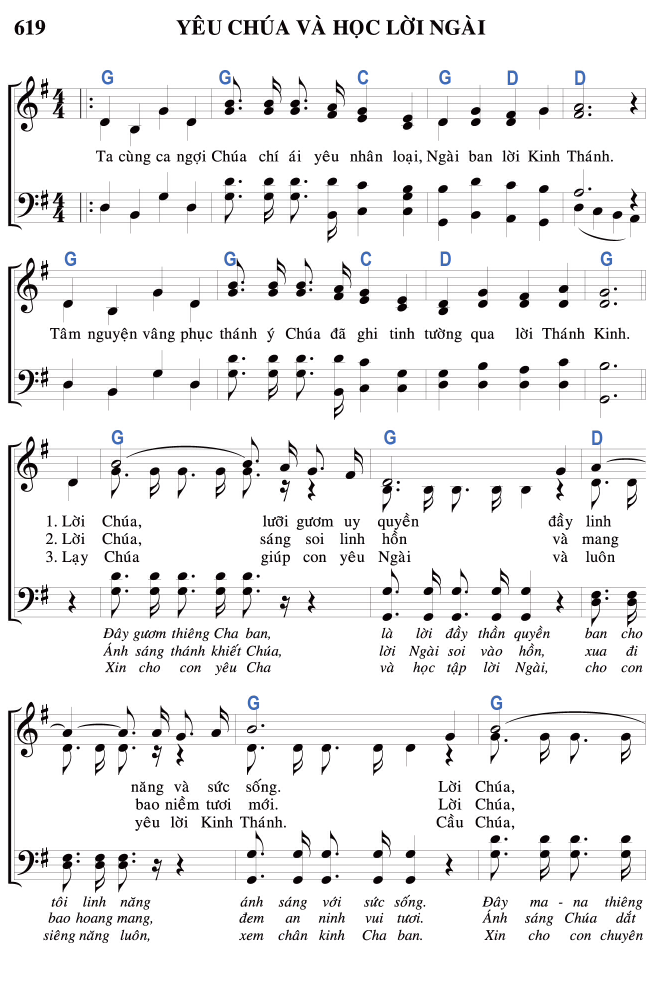 619 YÊU CHÚA VÀ HỌC LỜI NGÀI
G G C G D D
4 4
Ta cùng ca ngợi Chúa chí ái yêu nhân loại, Ngài ban lời Kinh Thánh.
4 4
G G C D G
Tâm nguyện vâng phục thánh ý Chúa đã ghi tinh tường qua lời Thánh Kinh.
G G D
1. Lời Chúa, lưỡi gươm uy quyền đầy linh
2. Lời Chúa, sáng soi linh hồn và mang
3. Lạy Chúa giúp con yêu Ngài và luôn
Đây gươm thiêng Cha ban, là lời đầy thần quyền ban cho
Ánh sáng thánh khiết Chúa, lời Ngài soi vào hồn, xua đi
Xin cho con yêu Cha và học tập lời Ngài, cho con
G G
năng và sức sống. Lời Chúa,
bao niềm tươi mới. Lời Chúa,
yêu lời Kinh Thánh. Cầu Chúa,
tôi linh năng ánh sáng với sức sống. Đây ma - na thiêng
bao hoang mang, đem an ninh vui tươi. Ánh sáng Chúa dắt
siêng năng luôn, xem chân kinh Cha ban. Xin cho con chuyên